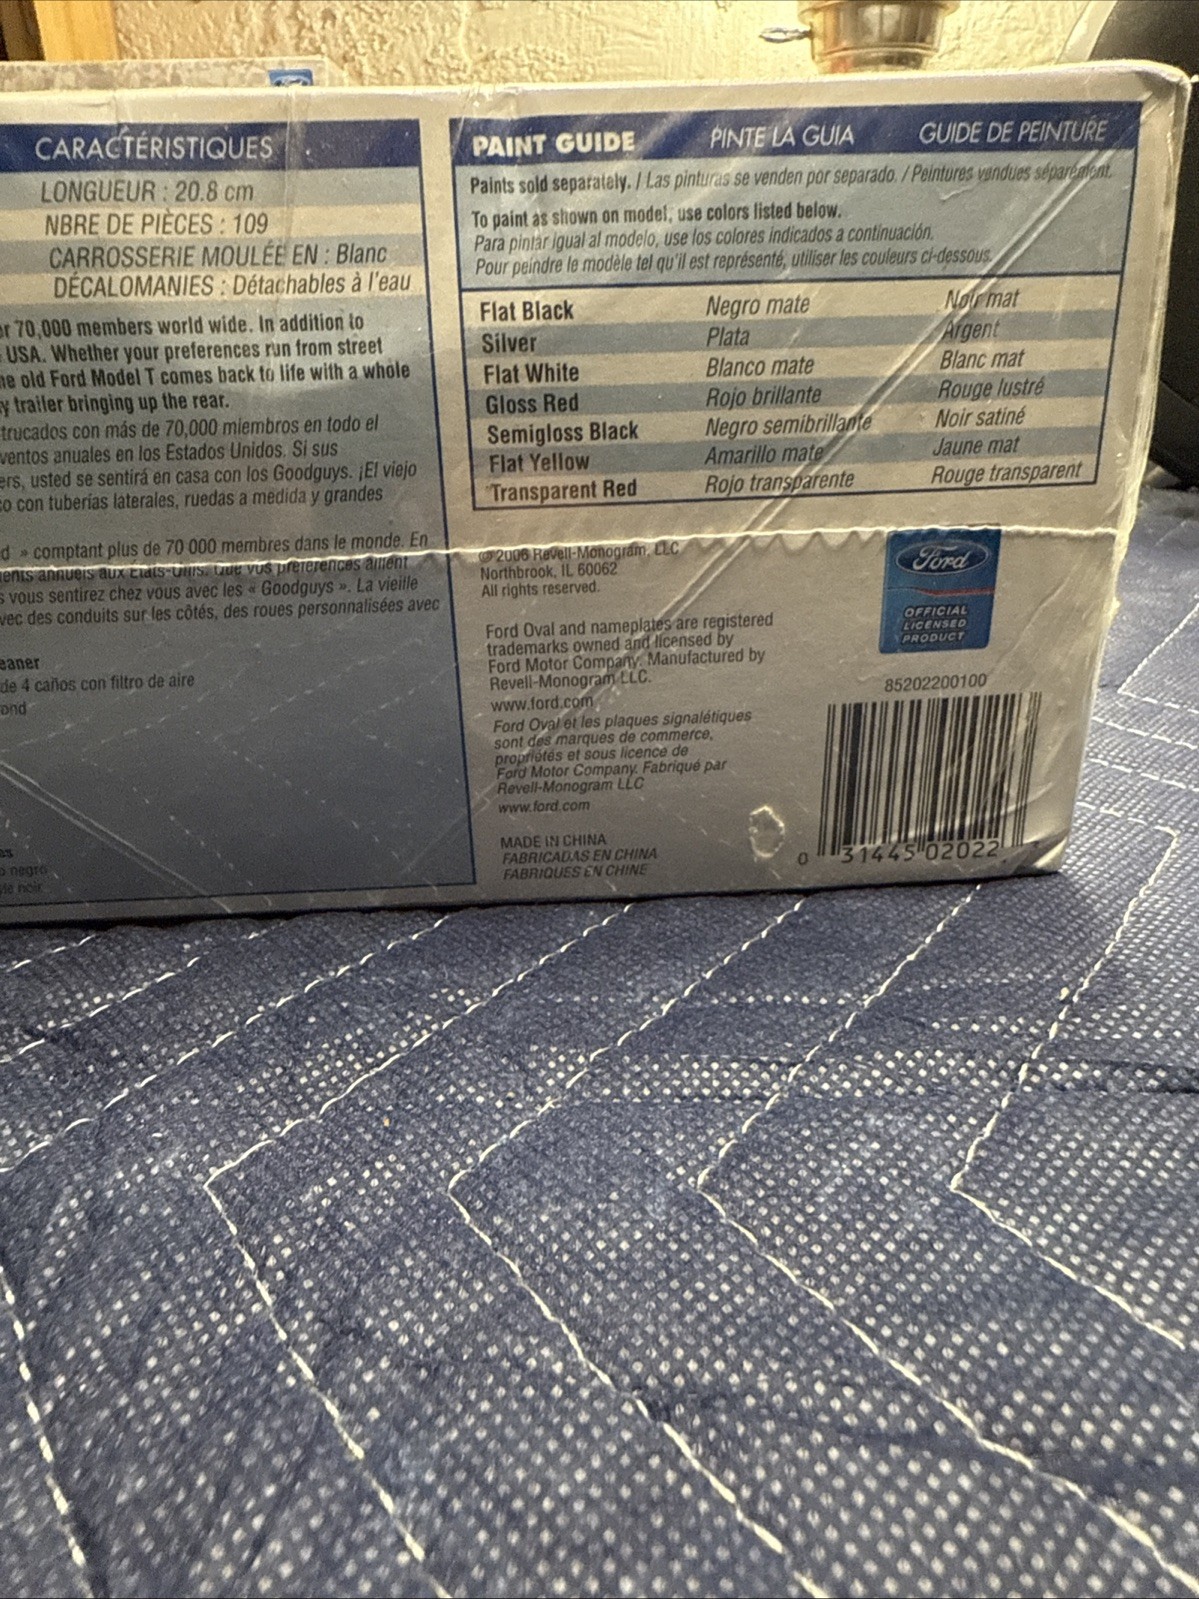 CARACTÉRISTIQUES
LONGUEUR : 20.8 cm
NBRE DE PIÈCES : 109
CARROSSERIE MOULÉE EN : Blanc
DÉCALOMANIES : Détachables à l'eau
70,000 members world wide. In addition to
USA. Whether your preferences run from street
old Ford Model T comes back to life with a whole
trailer bringing up the rear.
trucados con más de 70,000 miembros en todo el
ventos anuales en los Estados Unidos. Si sus
ers, usted se sentirá en casa con los Goodguys. ¡El viejo
o con tuberías laterales, ruedas a medida y grandes
d » comptant plus de 70 000 membres dans le monde. En
ents annuels aux États-Unis. Que vos préférences aillent
s vous sentirez chez vous avec les « Goodguys ». La vieille
vec des conduits sur les côtés, des roues personnalisées avec
eaner
de 4 caños con filtro de aire
ond
negro
noir
PAINT GUIDE PINTE LA GUIA GUIDE DE PEINTURE
Paints sold separately. / Las pinturas se venden por separado. / Peintures vendues séparément.
To paint as shown on model, use colors listed below.
Para pintar igual al modelo, use los colores indicados a continuación.
Pour peindre le modèle tel qu'il est représenté, utiliser les couleurs ci-dessous.
Flat Black Negro mate Noir mat
Silver Plata Argent
Flat White Blanco mate Blanc mat
Gloss Red Rojo brillante Rouge lustré
Semigloss Black Negro semibrillante Noir satiné
Flat Yellow Amarillo mate Jaune mat
Transparent Red Rojo transparente Rouge transparent
© 2006 Revell-Monogram, LLC
Northbrook, IL 60062
All rights reserved.
Ford Oval and nameplates are registered
trademarks owned and licensed by
Ford Motor Company. Manufactured by
Revell-Monogram LLC.
www.ford.com
Ford Oval et les plaques signalétiques
sont des marques de commerce,
propriétés et sous licence de
Ford Motor Company. Fabriqué par
Revell-Monogram LLC
www.ford.com
MADE IN CHINA
FABRICADAS EN CHINA
FABRIQUES EN CHINE
Ford
OFFICIAL
LICENSED
PRODUCT
85202200100
0 31445 02022